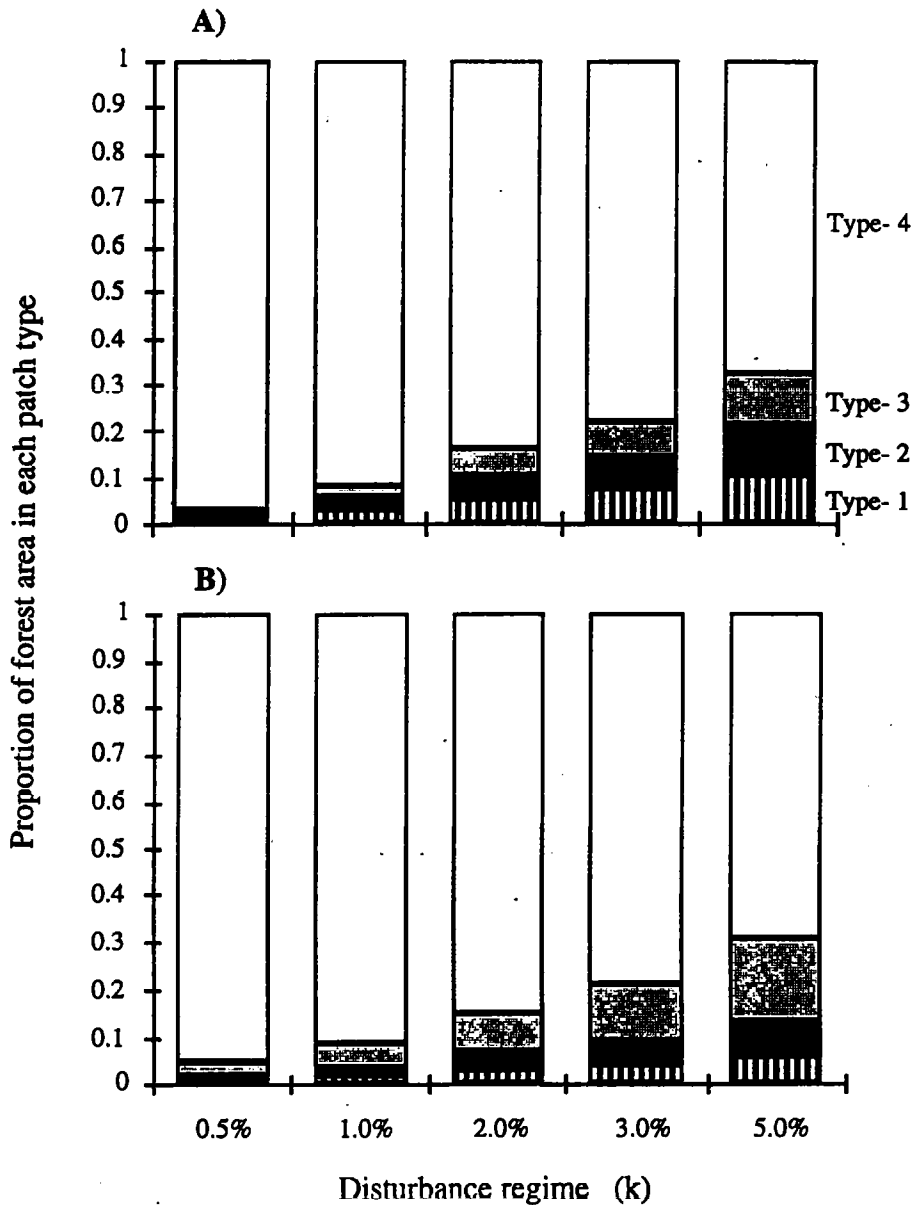 A)
1
0.9
0.8
0.7
0.6
0.5
0.4
0.3
0.2
0.1
0
Type- 4
Type- 3
Type- 2
Type- 1
Proportion of forest area in each patch type
B)
1
0.9
0.8
0.7
0.6
0.5
0.4
0.3
0.2
0.1
0
0.5% 1.0% 2.0% 3.0% 5.0%
Disturbance regime (k)